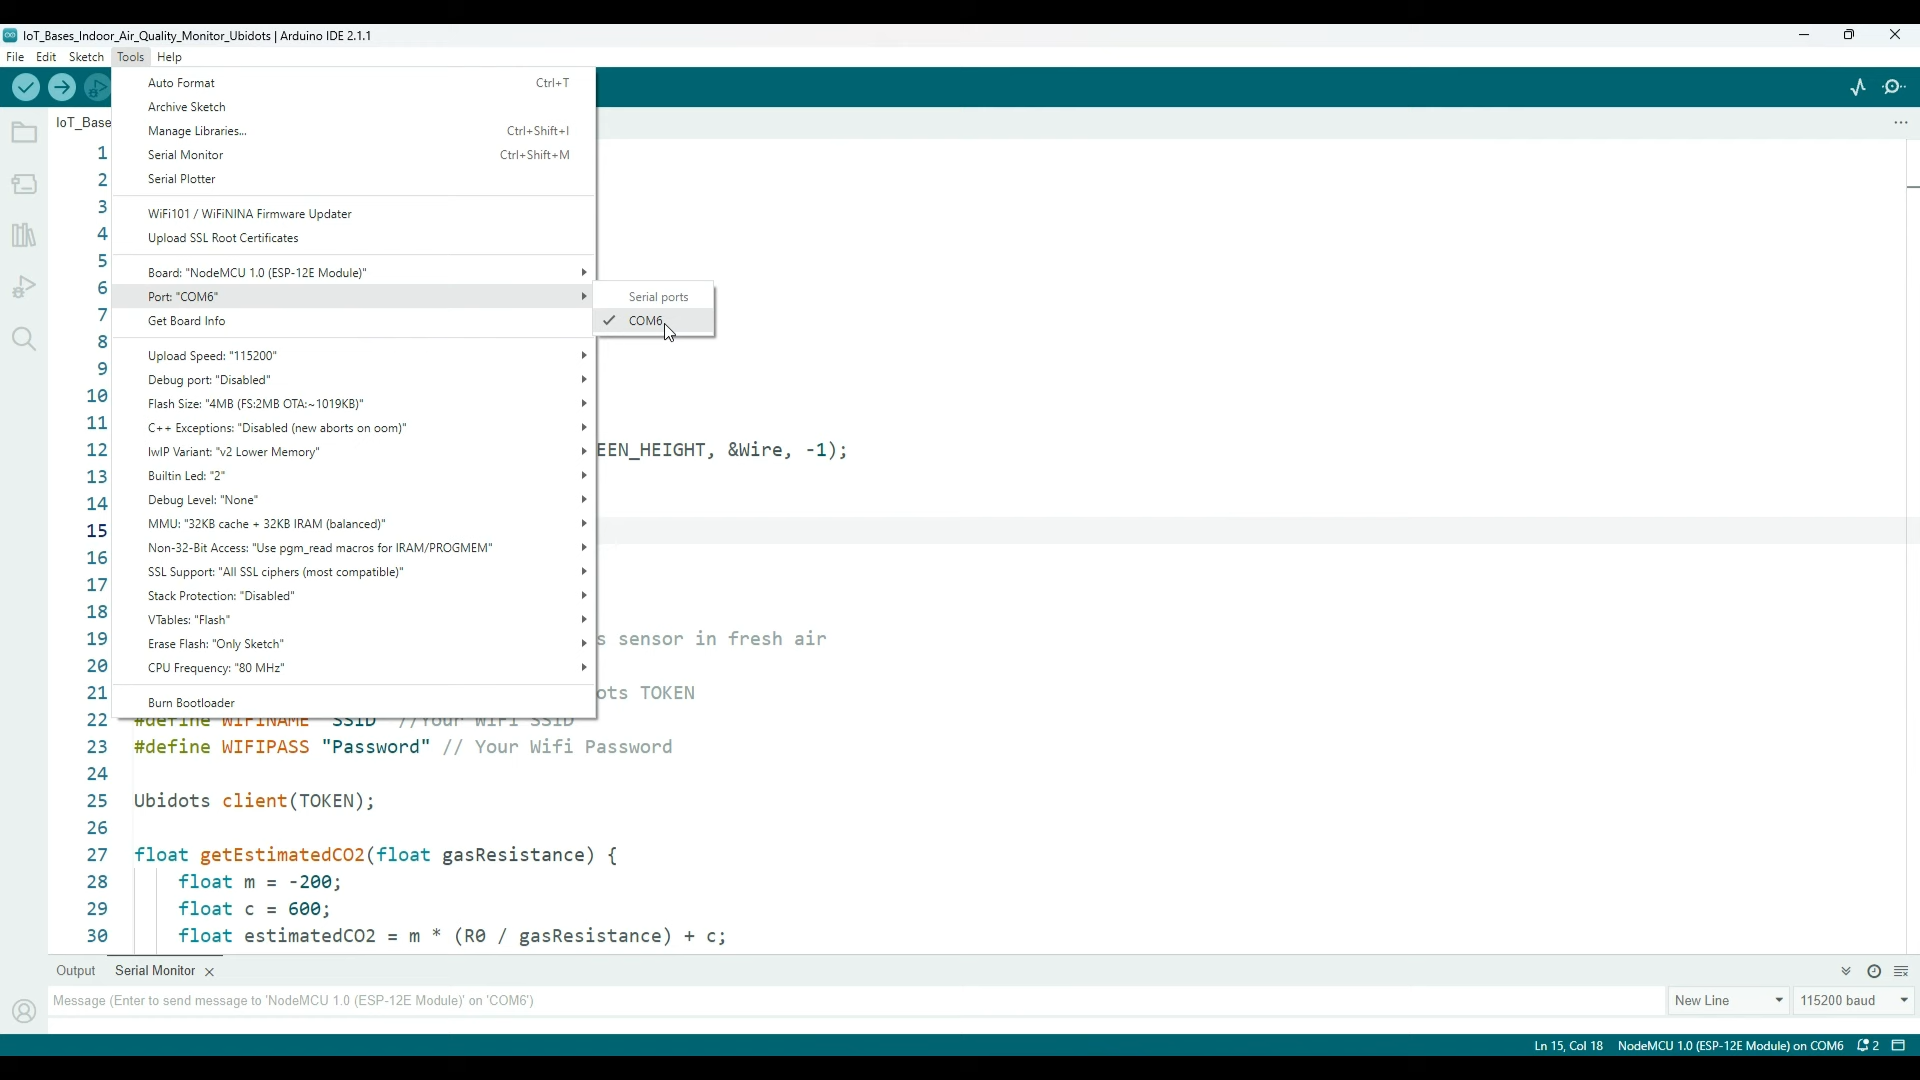 IoT_Bases_Indoor_Air_Quality_Monitor_Ubidots | Arduino IDE 2.1.1
File Edit Sketch Tools Help
Auto Format Ctrl+T
Archive Sketch
Manage Libraries... Ctrl+Shift+I
Serial Monitor Ctrl+Shift+M
Serial Plotter
WiFi101 / WiFiNINA Firmware Updater
Upload SSL Root Certificates
Board: "NodeMCU 1.0 (ESP-12E Module)"
Port: "COM6"
Get Board Info
Upload Speed: "115200"
Debug port: "Disabled"
Flash Size: "4MB (FS:2MB OTA:~1019KB)"
C++ Exceptions: "Disabled (new aborts on oom)"
lwIP Variant: "v2 Lower Memory"
Builtin Led: "2"
Debug Level: "None"
MMU: "32KB cache + 32KB IRAM (balanced)"
Non-32-Bit Access: "Use pgm_read macros for IRAM/PROGMEM"
SSL Support: "All SSL ciphers (most compatible)"
Stack Protection: "Disabled"
VTables: "Flash"
Erase Flash: "Only Sketch"
CPU Frequency: "80 MHz"
Burn Bootloader
Serial ports
COM6
IoT_Base
1
2
3
4
5
6
7
8
9
10
11
12 EEN_HEIGHT, &Wire, -1);
13
14
15
16
17
18
19 s sensor in fresh air
20
21 ots TOKEN
22 #define WIFINAME "SSID" //Your WiFi SSID
23 #define WIFIPASS "Password" // Your Wifi Password
24
25 Ubidots client(TOKEN);
26
27 float getEstimatedCO2(float gasResistance) {
28 float m = -200;
29 float c = 600;
30 float estimatedCO2 = m * (R0 / gasResistance) + c;
Output Serial Monitor
Message (Enter to send message to 'NodeMCU 1.0 (ESP-12E Module)' on 'COM6')
New Line 115200 baud
Ln 15, Col 18 NodeMCU 1.0 (ESP-12E Module) on COM6 2